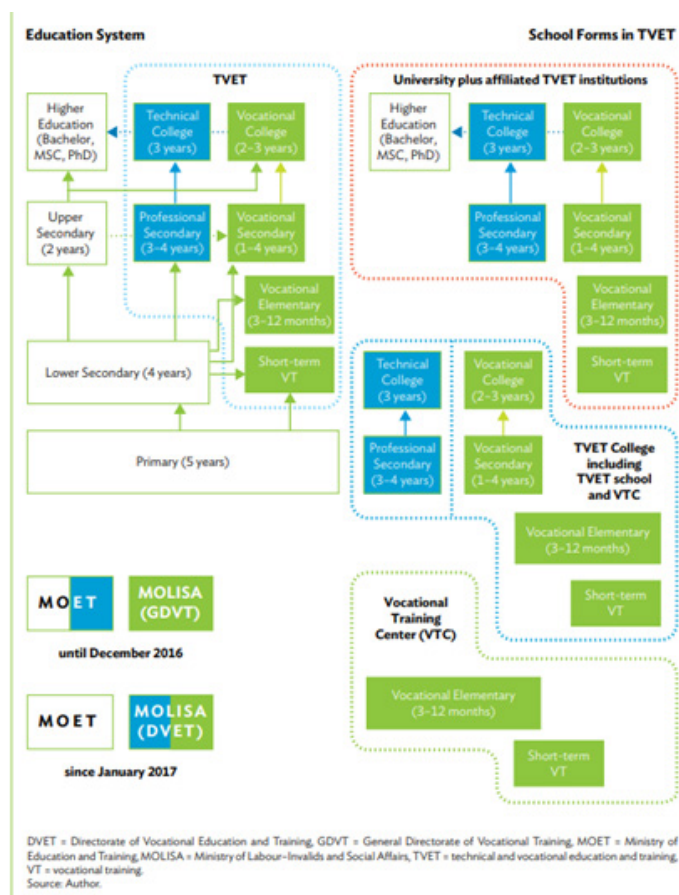 Education System
School Forms in TVET
TVET
Higher
Education
(Bachelor,
MSC, PhD)
Technical
College
(3 years)
Vocational
College
(2–3 years)
Upper
Secondary
(2 years)
Professional
Secondary
(3–4 years)
Vocational
Secondary
(1–4 years)
Vocational
Elementary
(3–12 months)
Lower Secondary (4 years)
Short-term
VT
Primary (5 years)
University plus affiliated TVET institutions
Higher
Education
(Bachelor,
MSC, PhD)
Technical
College
(3 years)
Vocational
College
(2–3 years)
Professional
Secondary
(3–4 years)
Vocational
Secondary
(1–4 years)
Vocational
Elementary
(3–12 months)
Short-term
VT
Technical
College
(3 years)
Vocational
College
(2–3 years)
Professional
Secondary
(3–4 years)
Vocational
Secondary
(1–4 years)
TVET College
including
TVET school
and VTC
Vocational Elementary
(3–12 months)
Short-term
VT
MOET
MOLISA
(GDVT)
until December 2016
MOET
MOLISA
(DVET)
since January 2017
Vocational
Training
Center (VTC)
Vocational Elementary
(3–12 months)
Short-term
VT
DVET = Directorate of Vocational Education and Training, GDVT = General Directorate of Vocational Training, MOET = Ministry of
Education and Training, MOLISA = Ministry of Labour–Invalids and Social Affairs, TVET = technical and vocational education and training,
VT = vocational training.
Source: Author.